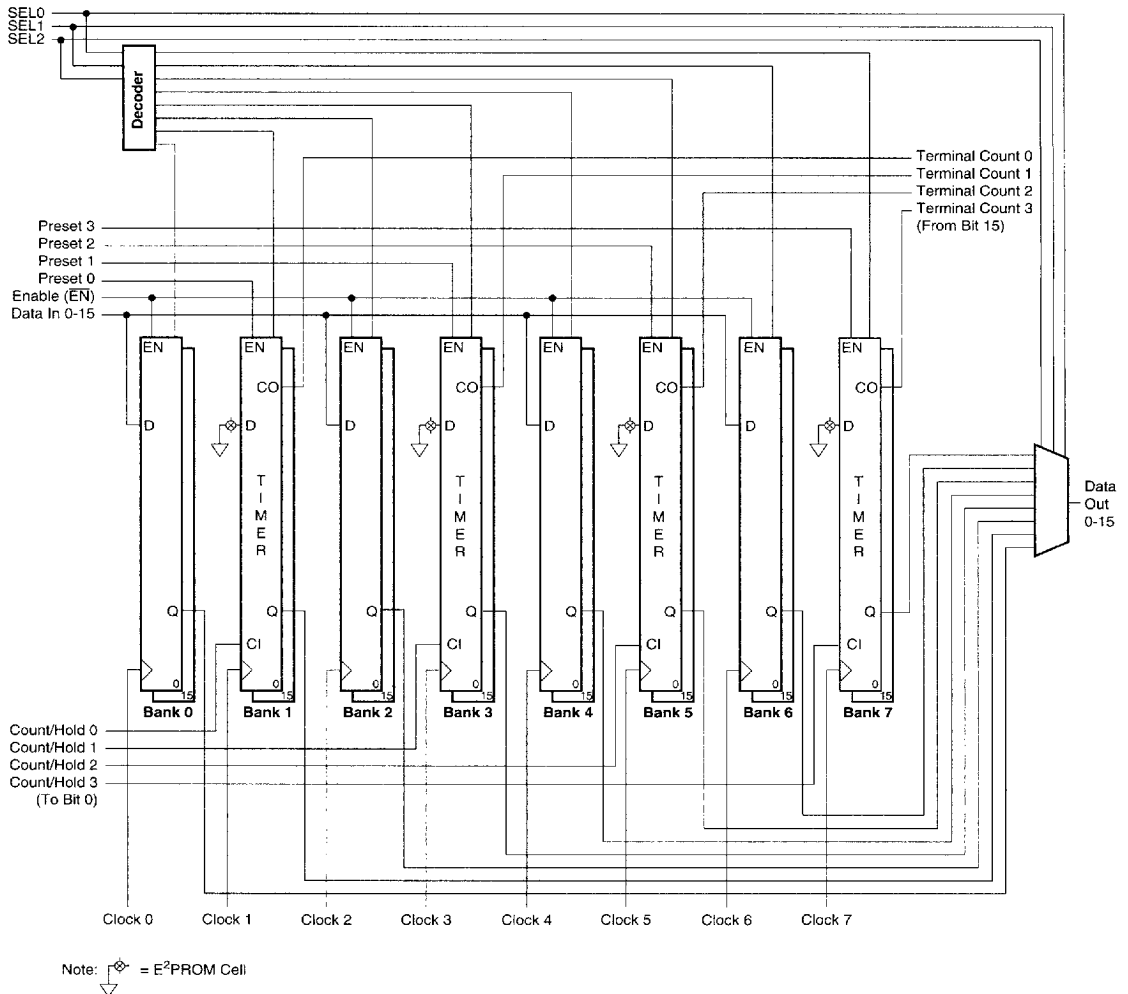 SEL0
SEL1
SEL2
Decoder
Terminal Count 0
Terminal Count 1
Terminal Count 2
Terminal Count 3
(From Bit 15)
Preset 3
Preset 2
Preset 1
Preset 0
Enable (EN)
Data In 0-15
EN EN EN EN EN EN EN EN
CO CO CO CO
D D D D D D D D
TIMER TIMER TIMER TIMER
Data
Out
0-15
Q Q Q Q Q Q Q Q
CI CI CI CI
0 0 0 0 0 0 0 0
15 15 15 15 15 15 15 15
Bank 0 Bank 1 Bank 2 Bank 3 Bank 4 Bank 5 Bank 6 Bank 7
Count/Hold 0
Count/Hold 1
Count/Hold 2
Count/Hold 3
(To Bit 0)
Clock 0 Clock 1 Clock 2 Clock 3 Clock 4 Clock 5 Clock 6 Clock 7
Note: = E²PROM Cell